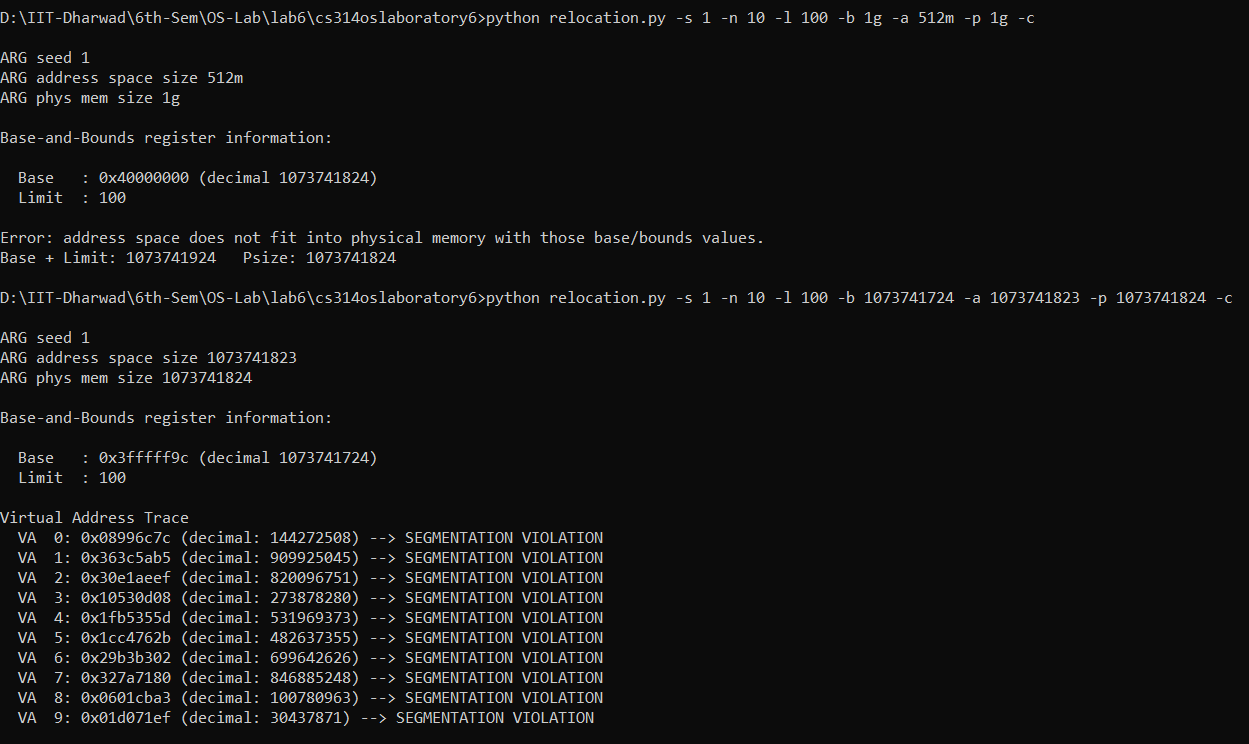 D:\IIT-Dharwad\6th-Sem\OS-Lab\lab6\cs314oslaboratory6>python relocation.py -s 1 -n 10 -l 100 -b 1g -a 512m -p 1g -c
ARG seed 1
ARG address space size 512m
ARG phys mem size 1g
Base-and-Bounds register information:
  Base   : 0x40000000 (decimal 1073741824)
  Limit  : 100
Error: address space does not fit into physical memory with those base/bounds values.
Base + Limit: 1073741924   Psize: 1073741824
D:\IIT-Dharwad\6th-Sem\OS-Lab\lab6\cs314oslaboratory6>python relocation.py -s 1 -n 10 -l 100 -b 1073741724 -a 1073741823 -p 1073741824 -c
ARG seed 1
ARG address space size 1073741823
ARG phys mem size 1073741824
Base-and-Bounds register information:
  Base   : 0x3fffff9c (decimal 1073741724)
  Limit  : 100
Virtual Address Trace
  VA  0: 0x08996c7c (decimal: 144272508) --> SEGMENTATION VIOLATION
  VA  1: 0x363c5ab5 (decimal: 909925045) --> SEGMENTATION VIOLATION
  VA  2: 0x30e1aeef (decimal: 820096751) --> SEGMENTATION VIOLATION
  VA  3: 0x10530d08 (decimal: 273878280) --> SEGMENTATION VIOLATION
  VA  4: 0x1fb5355d (decimal: 531969373) --> SEGMENTATION VIOLATION
  VA  5: 0x1cc4762b (decimal: 482637355) --> SEGMENTATION VIOLATION
  VA  6: 0x29b3b302 (decimal: 699642626) --> SEGMENTATION VIOLATION
  VA  7: 0x327a7180 (decimal: 846885248) --> SEGMENTATION VIOLATION
  VA  8: 0x0601cba3 (decimal: 100780963) --> SEGMENTATION VIOLATION
  VA  9: 0x01d071ef (decimal: 30437871) --> SEGMENTATION VIOLATION